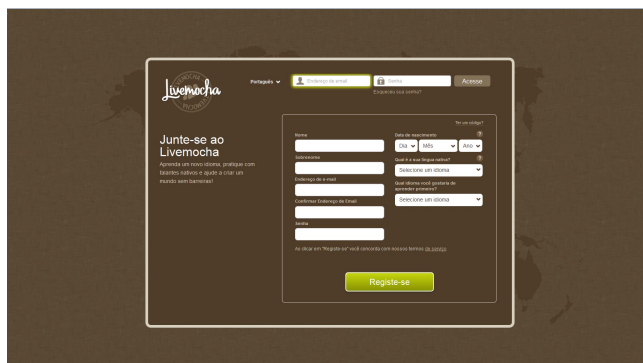 LIVEMOCHA
Livemocha
Português
Endereço de email
Senha
Acesse
Esqueceu sua senha?
Ter um código?
Junte-se ao
Livemocha
Aprenda um novo idioma, pratique com
falantes nativos e ajude a criar um
mundo sem barreiras!
Nome
Sobrenome
Endereço de e-mail
Confirmar Endereço de Email
Senha
Data de nascimento
?
Dia
Mês
Ano
Qual é a sua língua nativa?
?
Selecione um idioma
Qual idioma você gostaria de
aprender primeiro?
Selecione um idioma
Ao clicar em "Registe-se" você concorda com nossos termos de serviço
Registe-se